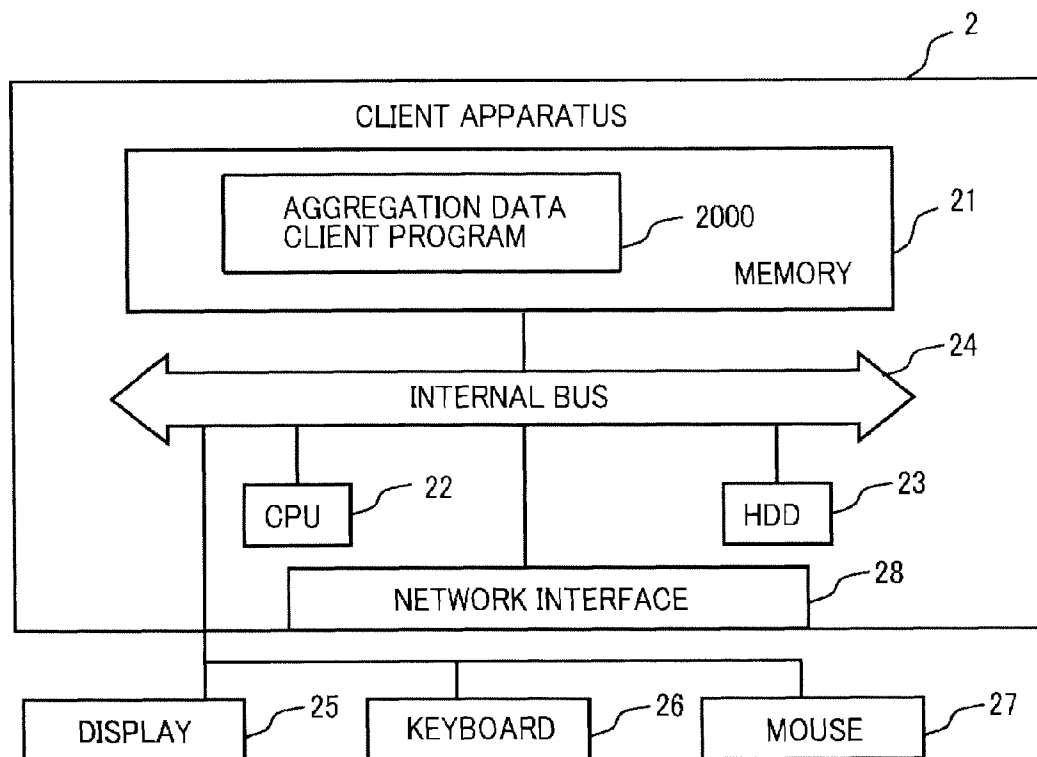 2
CLIENT APPARATUS
AGGREGATION DATA
CLIENT PROGRAM
2000
21
MEMORY
24
INTERNAL BUS
CPU
22
HDD
23
NETWORK INTERFACE
28
DISPLAY
25
KEYBOARD
26
MOUSE
27